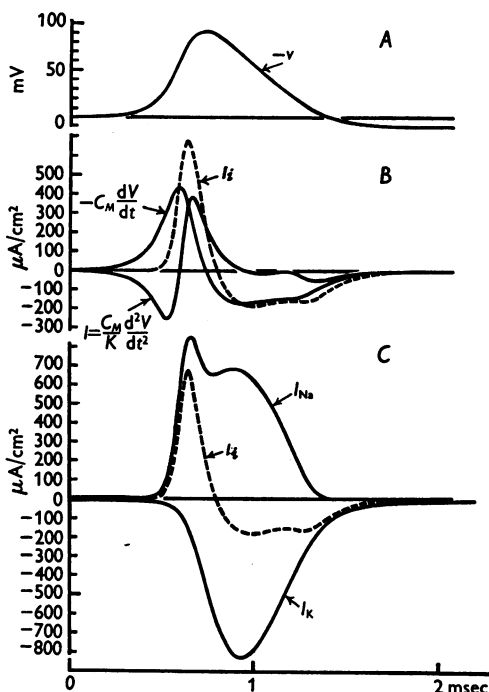 100
A
−v
50
mV
0
B
500
I_i
400
−C_M dV/dt
300
200
100
μA/cm²
0
−100
−200
I=C_M/K d²V/dt²
−300
C
700
600
I_Na
500
400
I_i
300
200
100
μA/cm²
0
−100
−200
−300
−400
−500
−600
I_K
−700
−800
0
1
2 msec